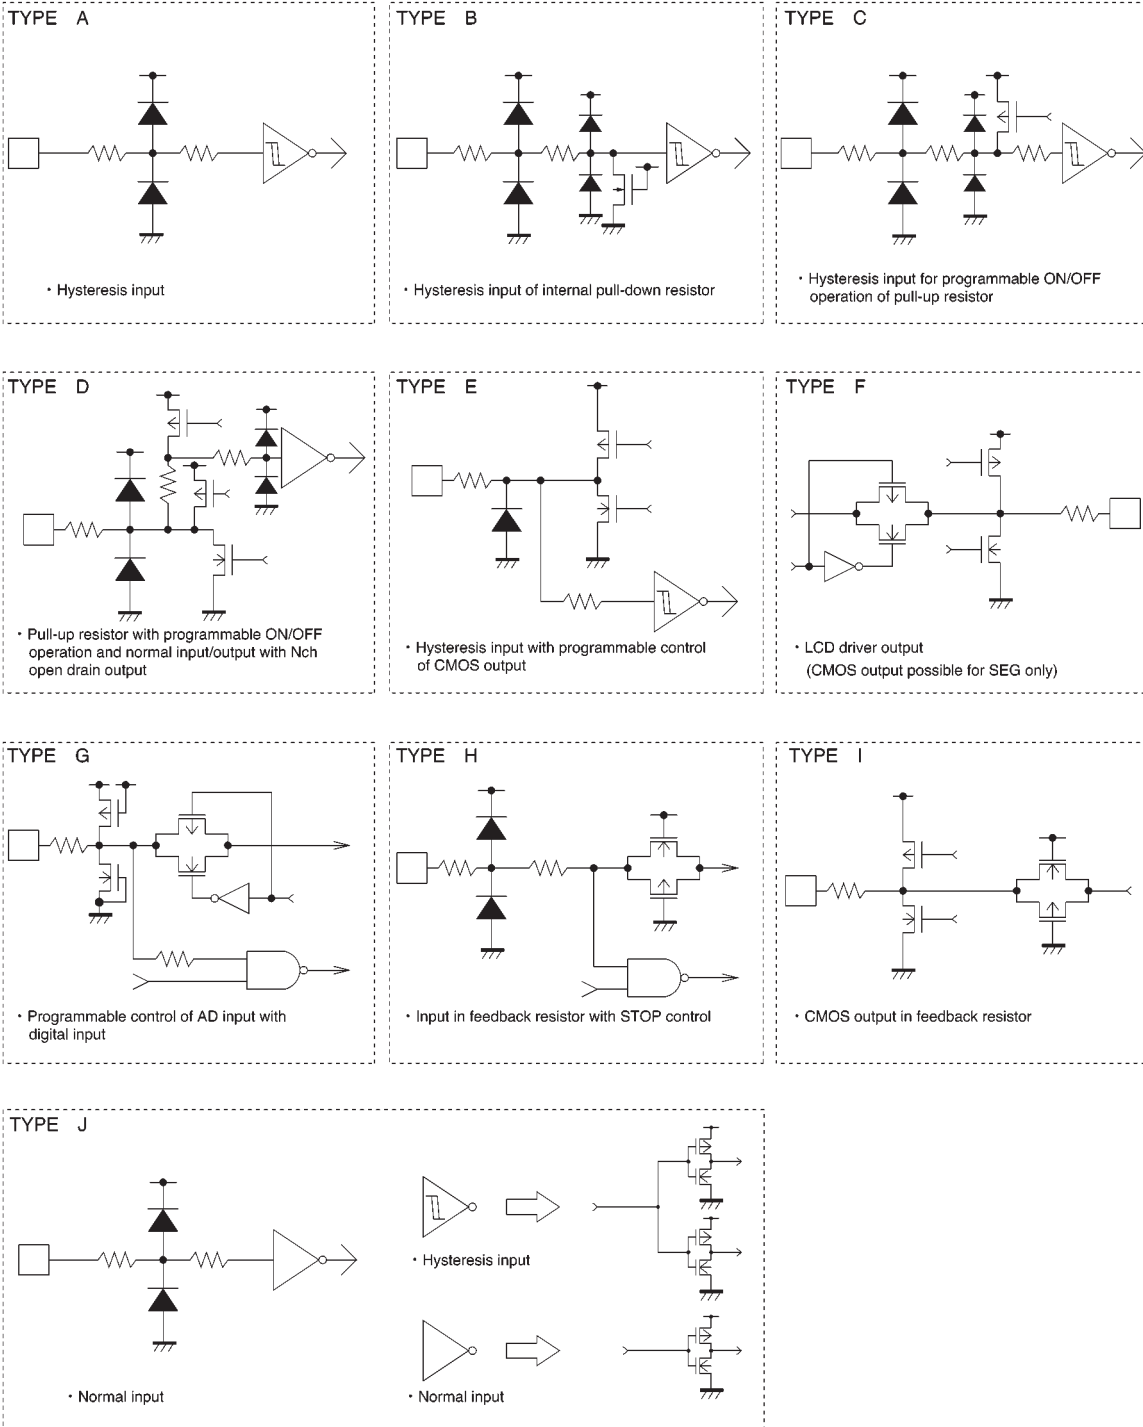 TYPE A
・Hysteresis input
TYPE B
・Hysteresis input of internal pull-down resistor
TYPE C
・Hysteresis input for programmable ON/OFF
operation of pull-up resistor
TYPE D
・Pull-up resistor with programmable ON/OFF
operation and normal input/output with Nch
open drain output
TYPE E
・Hysteresis input with programmable control
of CMOS output
TYPE F
・LCD driver output
(CMOS output possible for SEG only)
TYPE G
・Programmable control of AD input with
digital input
TYPE H
・Input in feedback resistor with STOP control
TYPE I
・CMOS output in feedback resistor
TYPE J
・Normal input
・Hysteresis input
・Normal input